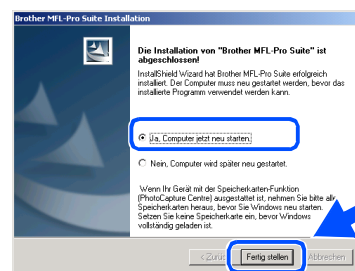 Brother MFL-Pro Suite Installation
Die Installation von "Brother MFL-Pro Suite" ist
abgeschlossen!
InstallShield Wizard hat Brother MFL-Pro Suite erfolgreich
installiert. Der Computer muss neu gestartet werden, bevor das
installierte Programm verwendet werden kann.
Ja, Computer jetzt neu starten.
Nein, Computer wird später neu gestartet.
Wenn Ihr Gerät mit der Speicherkarten-Funktion
(PhotoCapture Centre) ausgestattet ist, nehmen Sie bitte alle
Speicherkarten heraus, bevor Sie Windows neu starten.
Setzen Sie keine Speicherkarte ein, bevor Windows
vollständig geladen ist.
< Zurück Fertig stellen Abbrechen